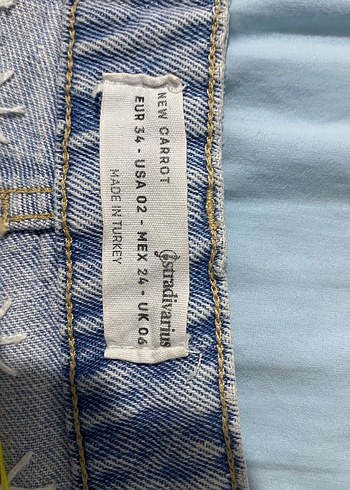 stradivarius
NEW CARROT
EUR 34 - USA 02 - MEX 24 - UK 06
MADE IN TURKEY